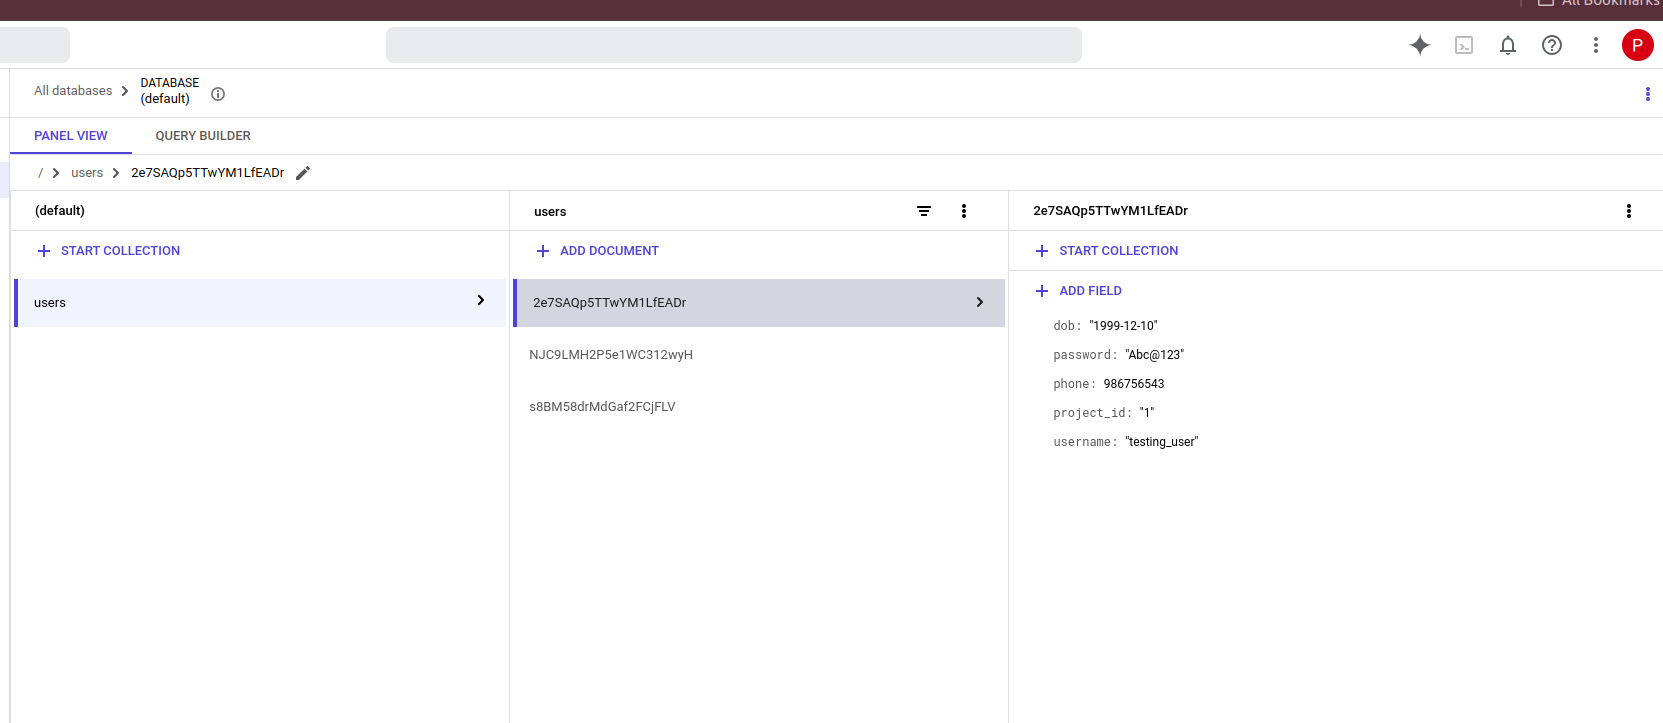 All Bookmarks
P
All databases
DATABASE
(default)
PANEL VIEW
QUERY BUILDER
/ users 2e7SAQp5TTwYM1LfEADr
(default)
users
2e7SAQp5TTwYM1LfEADr
START COLLECTION
ADD DOCUMENT
START COLLECTION
ADD FIELD
users
2e7SAQp5TTwYM1LfEADr
NJC9LMH2P5e1WC312wyH
s8BM58drMdGaf2FCjFLV
dob: "1999-12-10"
password: "Abc@123"
phone: 986756543
project_id: "1"
username: "testing_user"